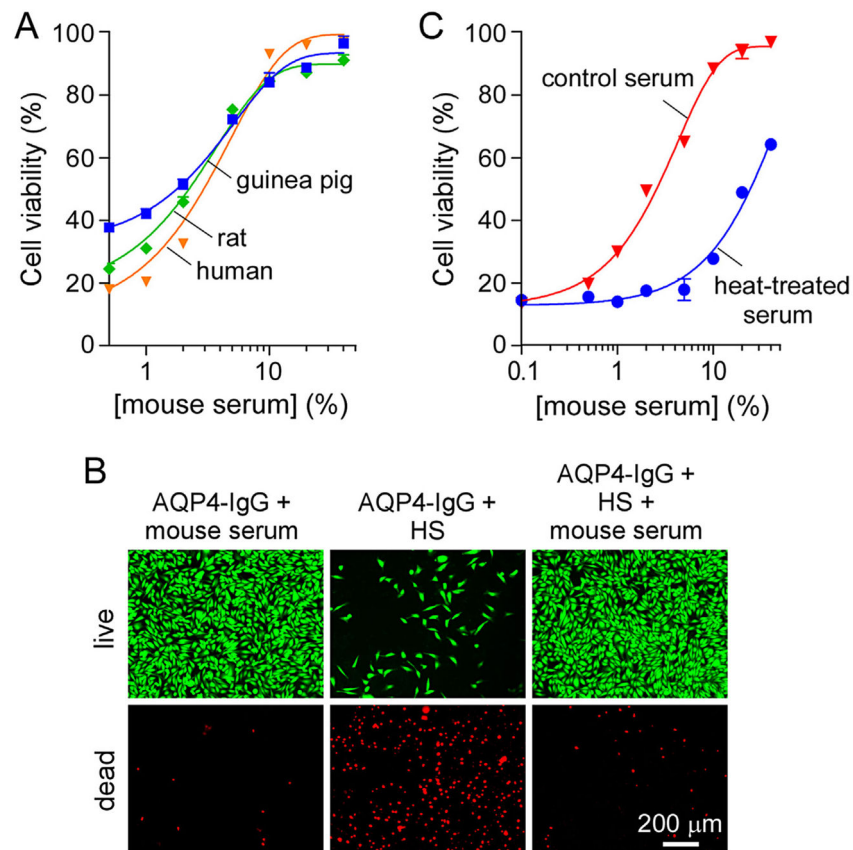 A
Cell viability (%)
100
80
60
40
20
0
guinea pig
rat
human
1
10
[mouse serum] (%)
C
Cell viability (%)
100
80
60
40
20
0
control serum
heat-treated
serum
0.1
1
10
[mouse serum] (%)
B
AQP4-IgG +
mouse serum
AQP4-IgG +
HS
AQP4-IgG +
HS +
mouse serum
live
dead
200 μm